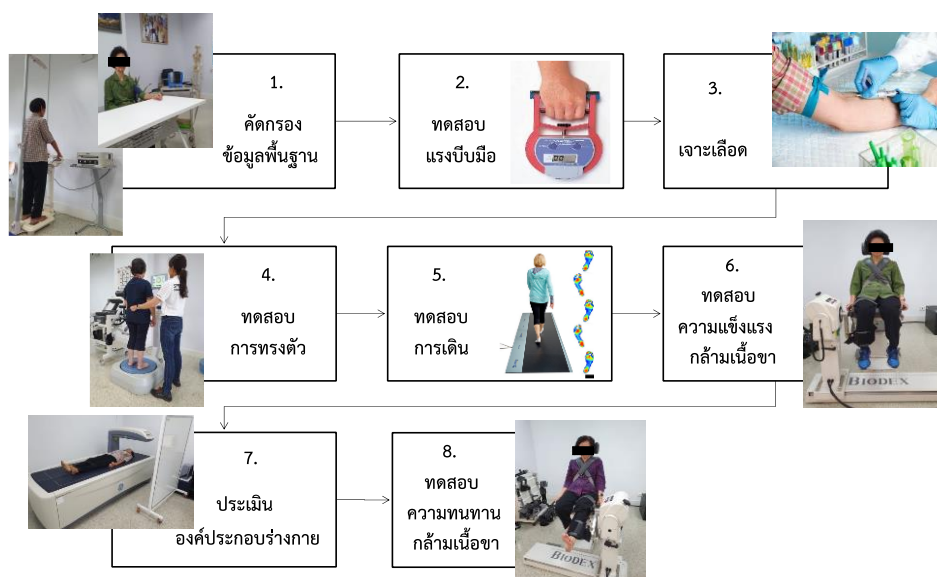 1.
คัดกรอง
ข้อมูลพื้นฐาน
2.
ทดสอบ
แรงบีบมือ
3.
เจาะเลือด
4.
ทดสอบ
การทรงตัว
5.
ทดสอบ
การเดิน
6.
ทดสอบ
ความแข็งแรง
กล้ามเนื้อขา
BIODEX
7.
ประเมิน
องค์ประกอบร่างกาย
8.
ทดสอบ
ความทนทาน
กล้ามเนื้อขา
BIODEX